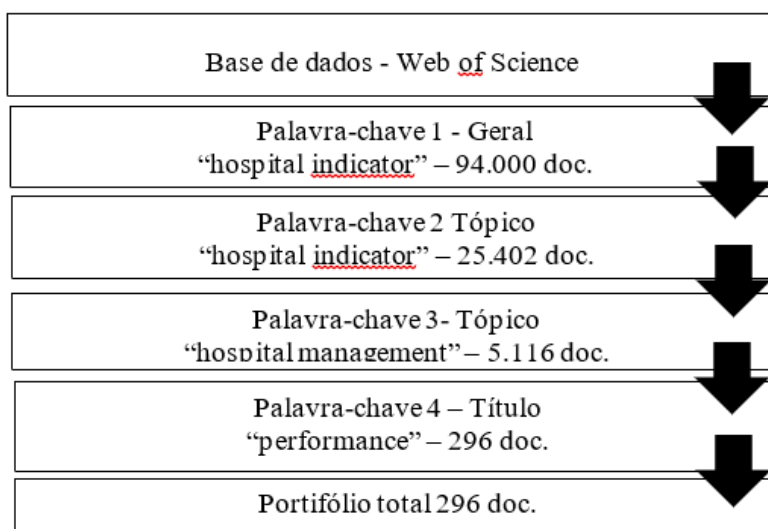 Base de dados - Web of Science
Palavra-chave 1 - Geral
“hospital indicator” – 94.000 doc.
Palavra-chave 2 Tópico
“hospital indicator” – 25.402 doc.
Palavra-chave 3- Tópico
“hospital management” – 5.116 doc.
Palavra-chave 4 – Título
“performance” – 296 doc.
Portifólio total 296 doc.